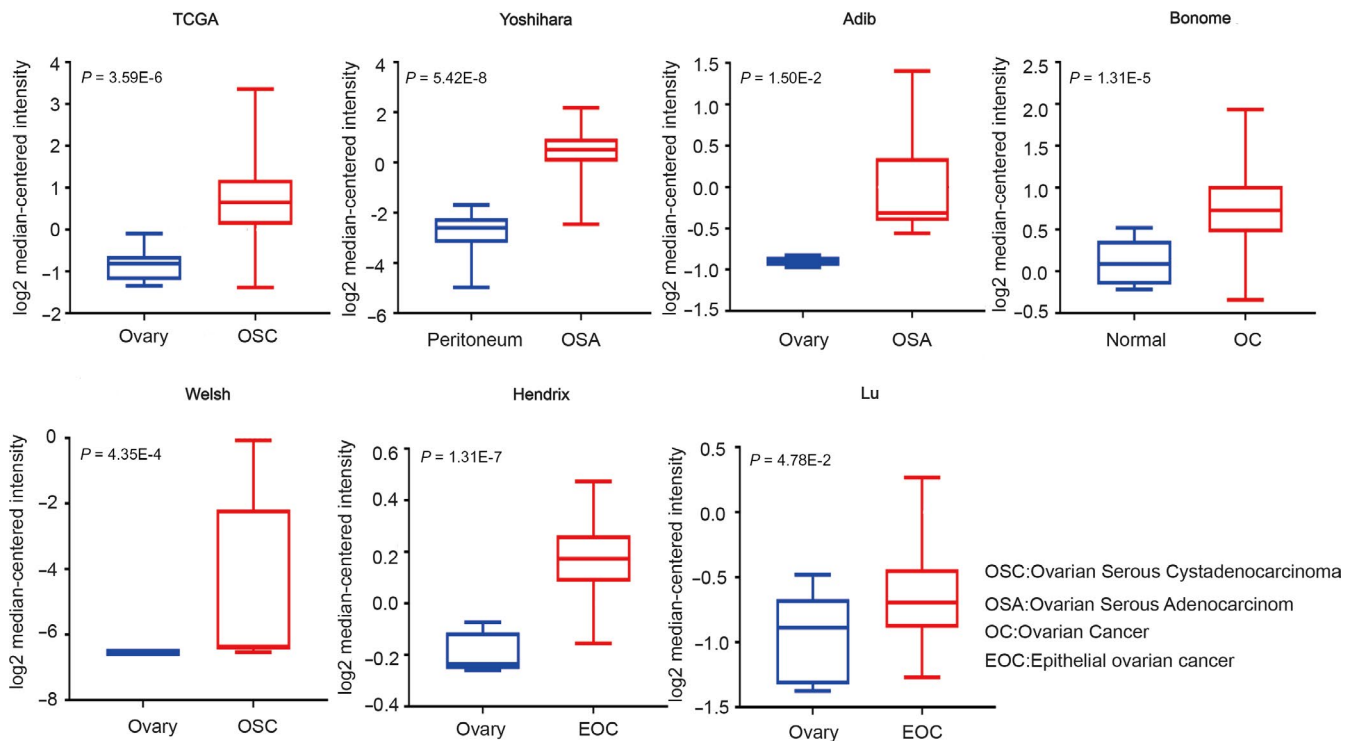 TCGA
Yoshihara
Adib
Bonome
log2 median-centered intensity
4
3
2
1
0
−1
−2
P = 3.59E-6
Ovary
OSC
log2 median-centered intensity
4
2
0
−2
−4
−6
P = 5.42E-8
Peritoneum
OSA
log2 median-centered intensity
1.5
1.0
0.5
0.0
−0.5
−1.0
−1.5
P = 1.50E-2
Ovary
OSA
log2 median-centered intensity
2.5
2.0
1.5
1.0
0.5
0.0
−0.5
P = 1.31E-5
Normal
OC
Welsh
Hendrix
Lu
log2 median-centered intensity
0
−2
−4
−6
−8
P = 4.35E-4
Ovary
OSC
log2 median-centered intensity
0.6
0.4
0.2
0.0
−0.2
−0.4
P = 1.31E-7
Ovary
EOC
log2 median-centered intensity
0.5
0.0
−0.5
−1.0
−1.5
P = 4.78E-2
Ovary
EOC
OSC:Ovarian Serous Cystadenocarcinoma
OSA:Ovarian Serous Adenocarcinom
OC:Ovarian Cancer
EOC:Epithelial ovarian cancer